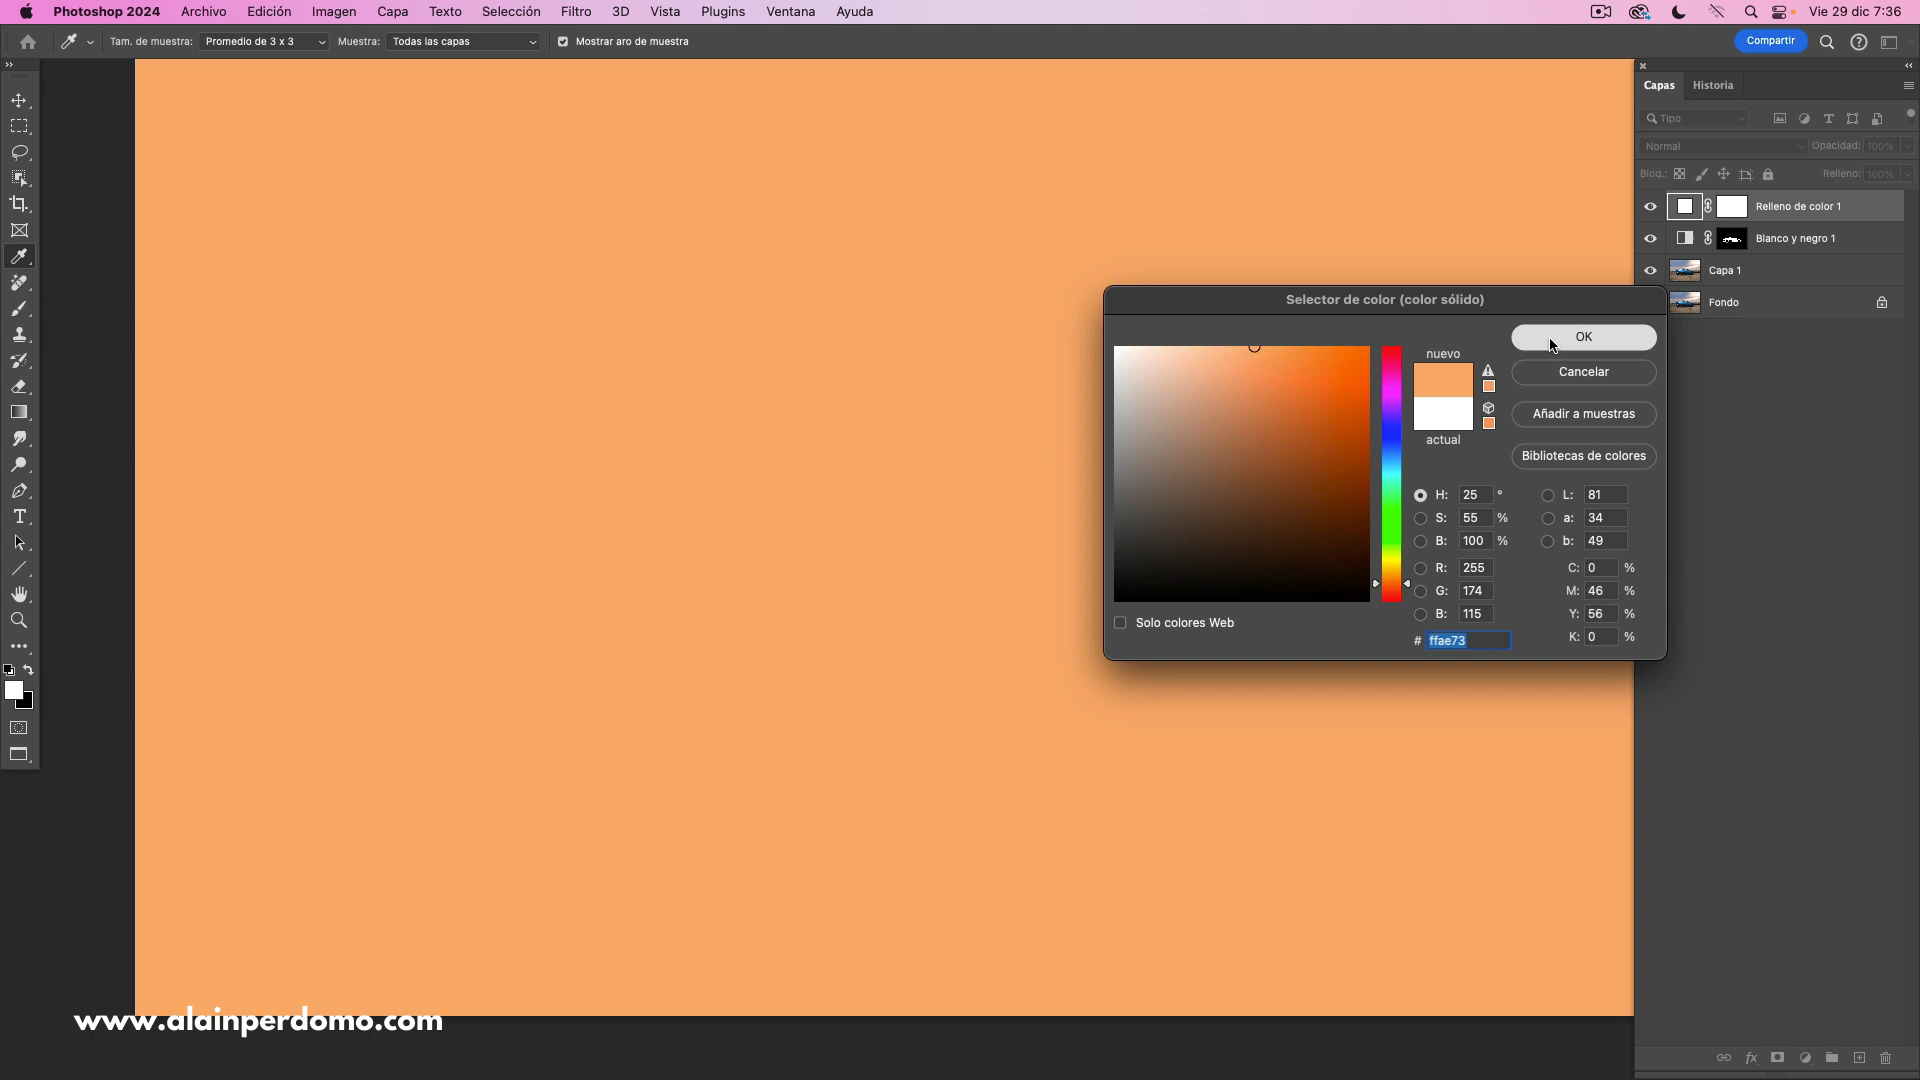 Photoshop 2024 Archivo Edición Imagen Capa Texto Selección Filtro 3D Vista Plugins Ventana Ayuda Vie 29 dic 7:36
Tam. de muestra: Promedio de 3 x 3 Muestra: Todas las capas Mostrar aro de muestra Compartir
Capas Historia
Tipo
Normal Opacidad: 100%
Bloq.: Relleno: 100%
Relleno de color 1
Blanco y negro 1
Capa 1
Fondo
Selector de color (color sólido)
OK
nuevo
Cancelar
Añadir a muestras
actual
Bibliotecas de colores
H: 25 ° L: 81
S: 55 % a: 34
B: 100 % b: 49
R: 255 C: 0 %
G: 174 M: 46 %
B: 115 Y: 56 %
Solo colores Web
# ffae73 K: 0 %
www.alainperdomo.com